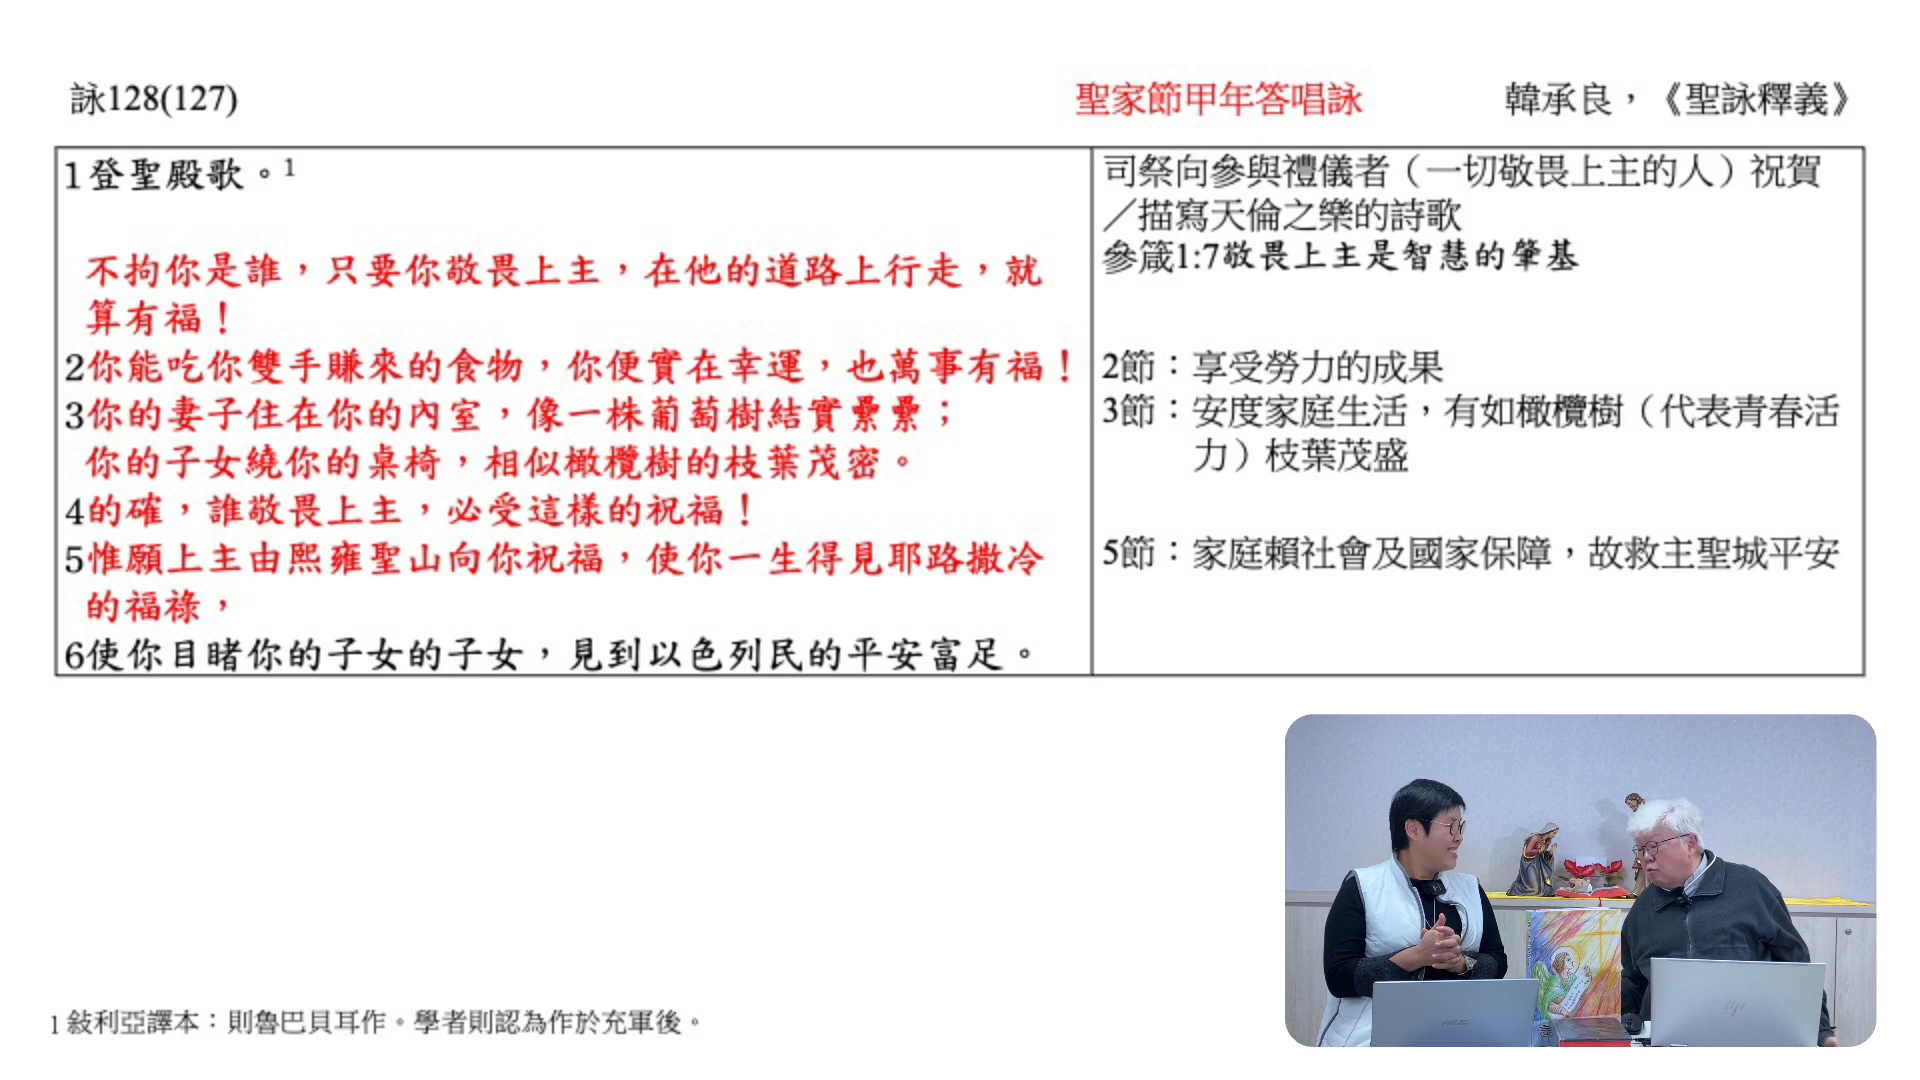 詠128(127)
聖家節甲年答唱詠
韓承良，《聖詠釋義》
1登聖殿歌。1
不拘你是誰，只要你敬畏上主，在他的道路上行走，就
算有福！
2你能吃你雙手賺來的食物，你便實在幸運，也萬事有福！
3你的妻子住在你的內室，像一株葡萄樹結實纍纍；
你的子女繞你的桌椅，相似橄欖樹的枝葉茂密。
4的確，誰敬畏上主，必受這樣的祝福！
5惟願上主由熙雍聖山向你祝福，使你一生得見耶路撒冷
的福祿，
6使你目睹你的子女的子女，見到以色列民的平安富足。
司祭向參與禮儀者（一切敬畏上主的人）祝賀
／描寫天倫之樂的詩歌
參箴1:7敬畏上主是智慧的肇基
2節：享受勞力的成果
3節：安度家庭生活，有如橄欖樹（代表青春活
力）枝葉茂盛
5節：家庭賴社會及國家保障，故救主聖城平安
1 敍利亞譯本：則魯巴貝耳作。學者則認為作於充軍後。